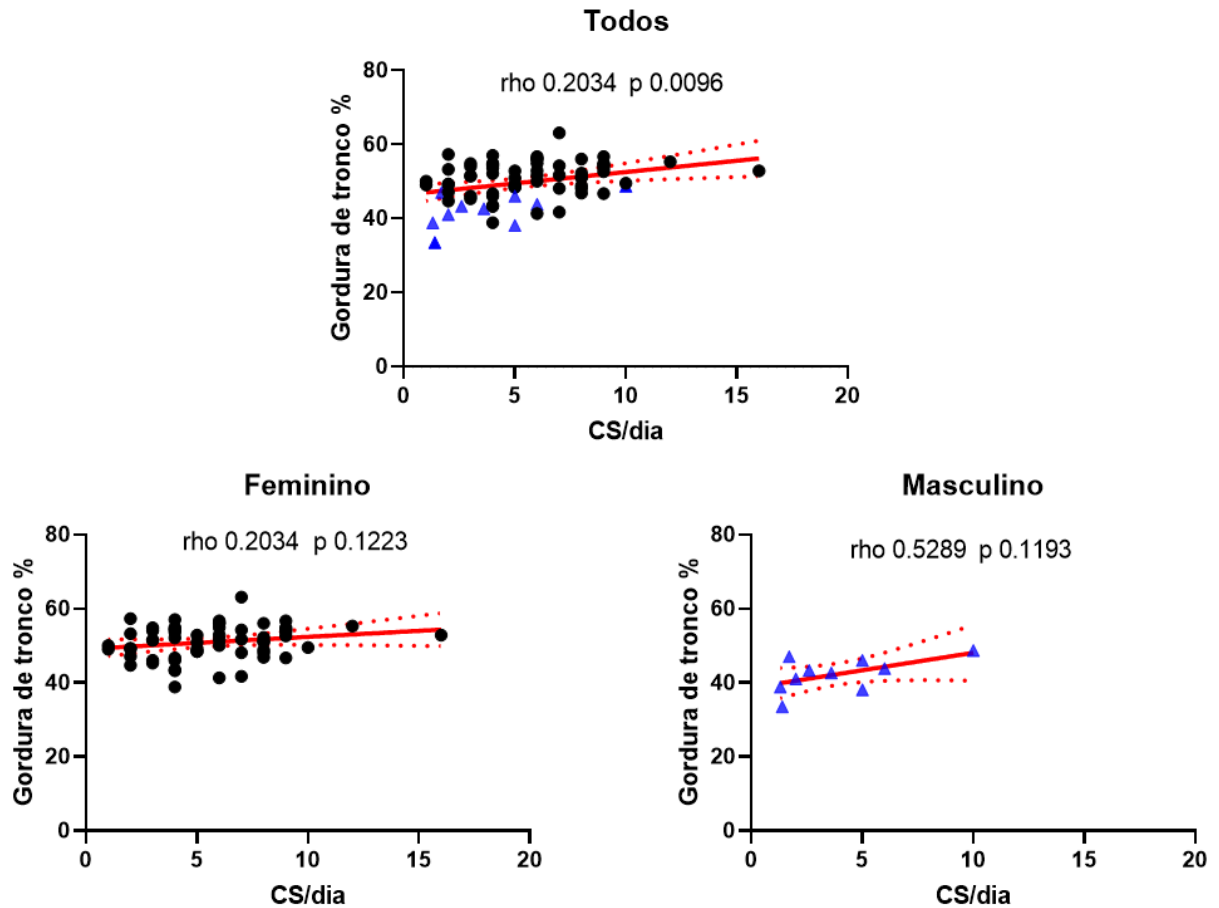 Todos
rho 0.2034 p 0.0096
Gordura de tronco %
80
60
40
20
0
0 5 10 15 20
CS/dia
Feminino
rho 0.2034 p 0.1223
Gordura de tronco %
80
60
40
20
0
0 5 10 15 20
CS/dia
Masculino
rho 0.5289 p 0.1193
Gordura de tronco %
80
60
40
20
0
0 5 10 15 20
CS/dia